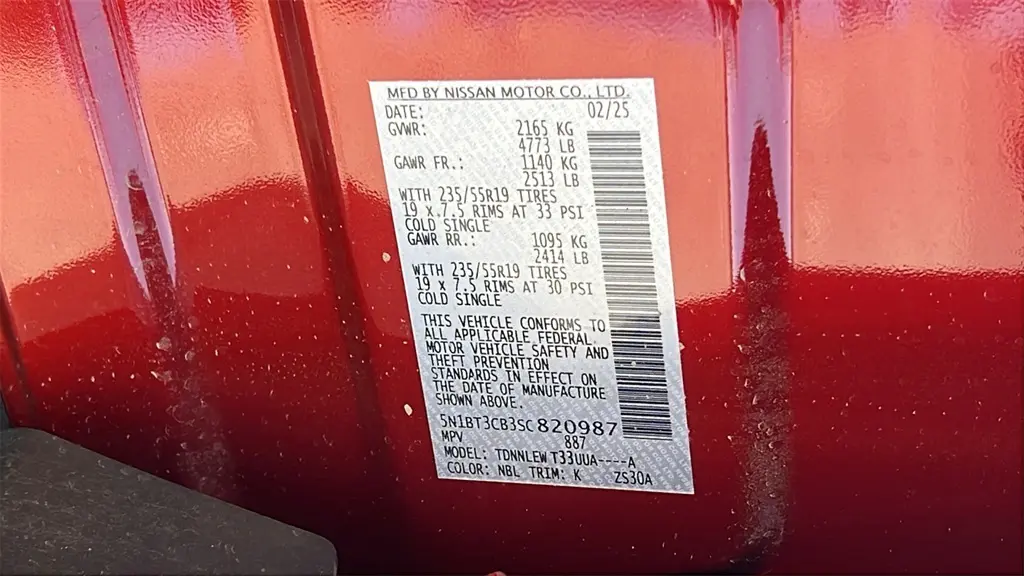 MFD BY NISSAN MOTOR CO., LTD.
DATE: 02/25
GVWR: 2165 KG
4773 LB
GAWR FR.: 1140 KG
2513 LB
WITH 235/55R19 TIRES
19 x 7.5 RIMS AT 33 PSI
COLD SINGLE
GAWR RR.: 1095 KG
2414 LB
WITH 235/55R19 TIRES
19 x 7.5 RIMS AT 30 PSI
COLD SINGLE
THIS VEHICLE CONFORMS TO
ALL APPLICABLE FEDERAL
MOTOR VEHICLE SAFETY AND
THEFT PREVENTION
STANDARDS IN EFFECT ON
THE DATE OF MANUFACTURE
SHOWN ABOVE.
5N1BT3CB3SC820987
MPV 887
MODEL: TDNNLEWT33UUA----A
COLOR: NBL TRIM: K ZS30A